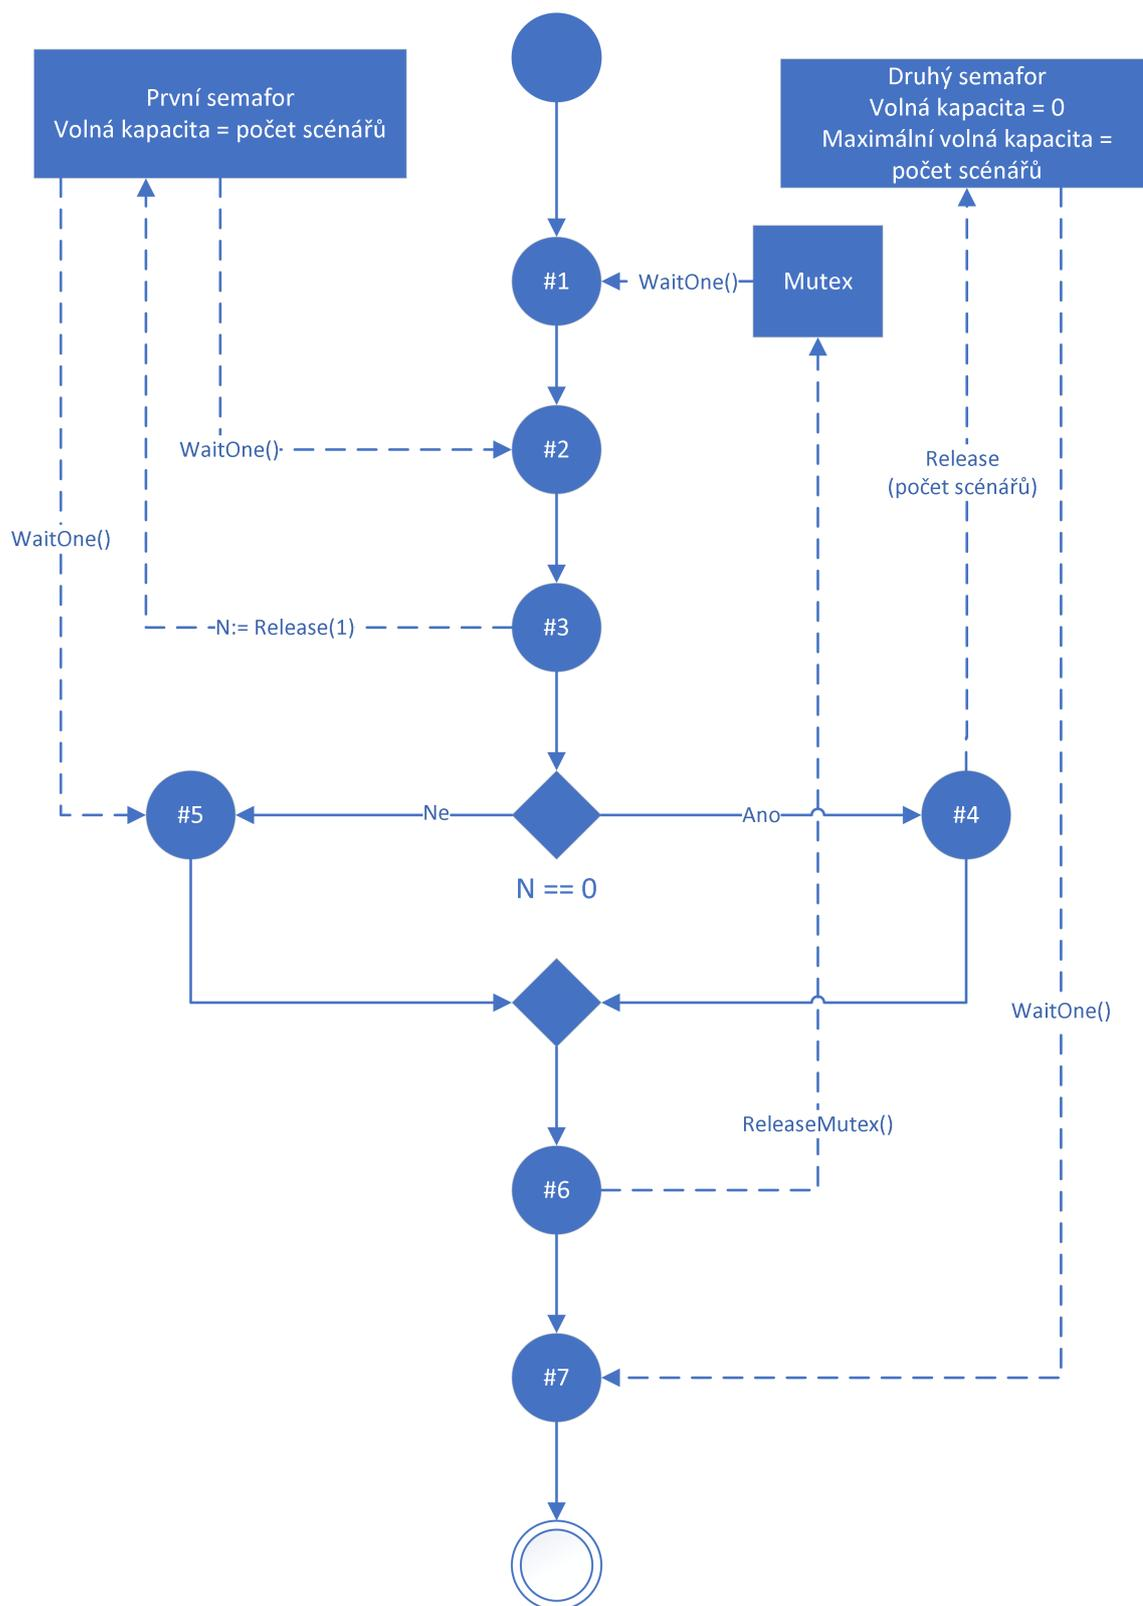 První semafor
Volná kapacita = počet scénářů
Druhý semafor
Volná kapacita = 0
Maximální volná kapacita =
počet scénářů
#1
WaitOne()
Mutex
WaitOne()
#2
Release
(počet scénářů)
WaitOne()
N:= Release(1)
#3
#5
Ne
Ano
#4
N == 0
WaitOne()
ReleaseMutex()
#6
#7